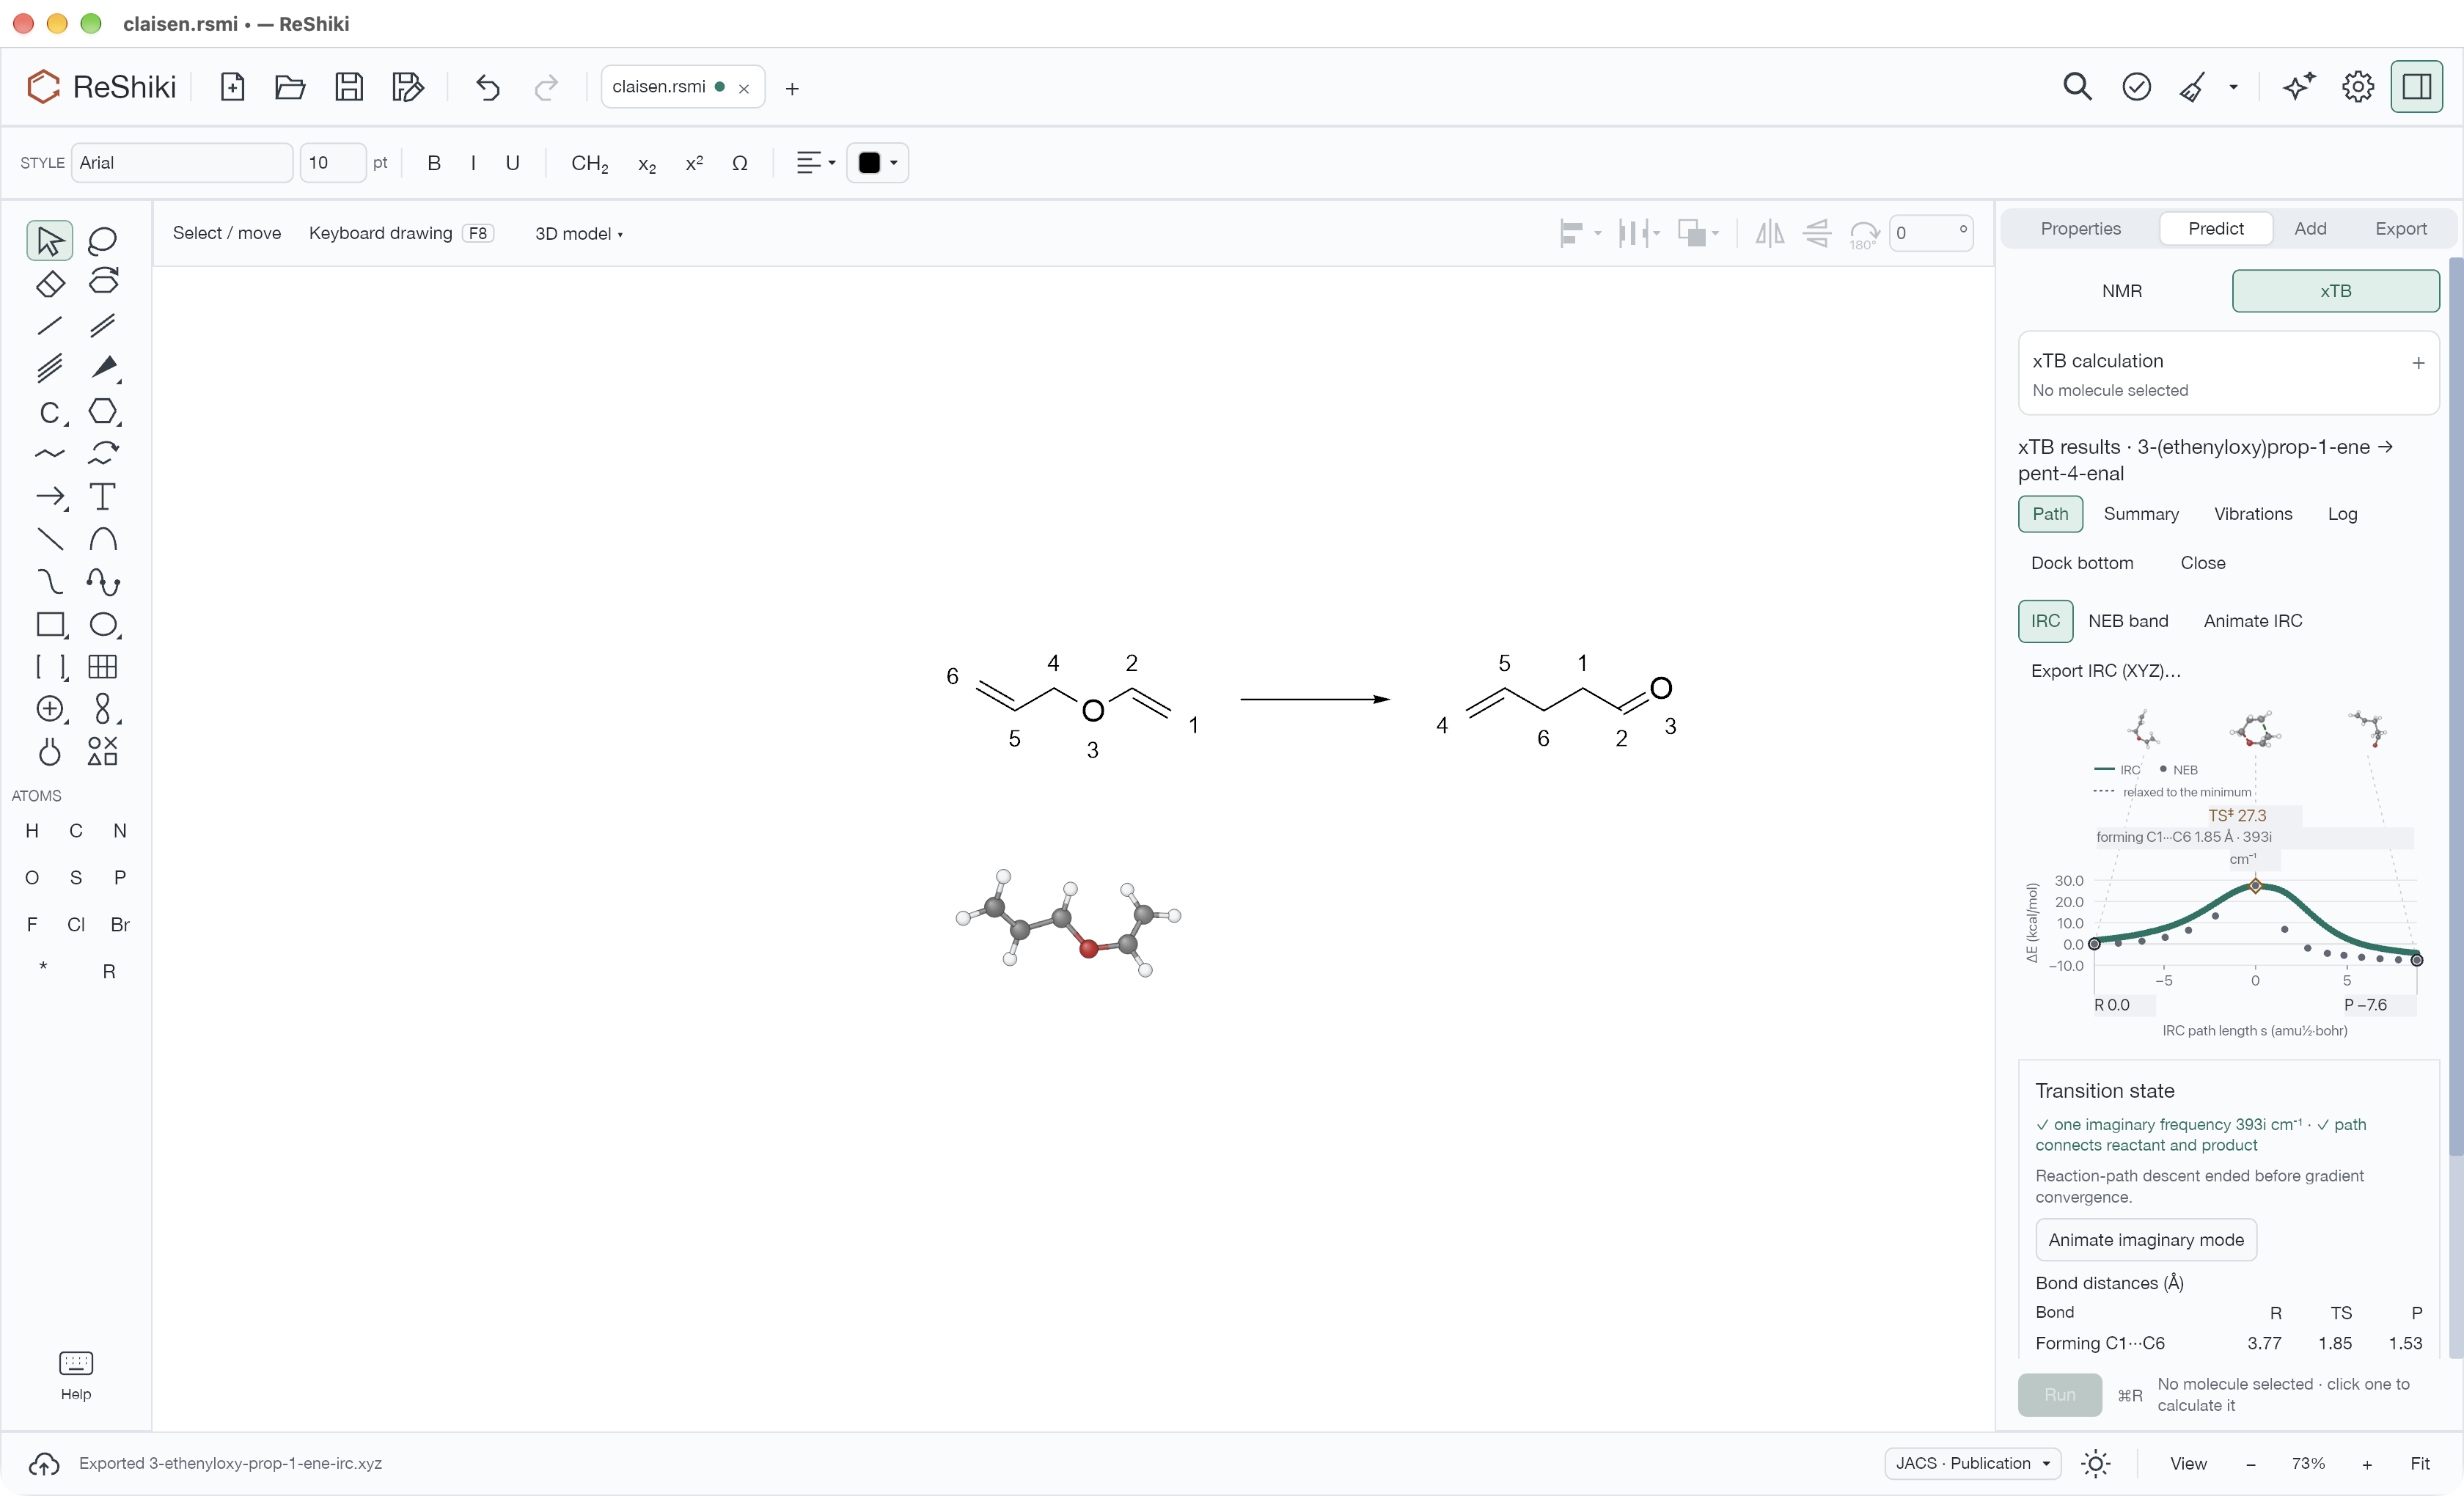 claisen.rsmi • — ReShiki
ReShiki
claisen.rsmi
STYLE Arial 10 pt B I U CH₂ x₂ x² Ω
Select / move Keyboard drawing F8 3D model
180° 0 °
Properties Predict Add Export
NMR xTB
xTB calculation
No molecule selected
xTB results · 3-(ethenyloxy)prop-1-ene →
pent-4-enal
Path Summary Vibrations Log
Dock bottom Close
IRC NEB band Animate IRC
Export IRC (XYZ)…
IRC NEB
relaxed to the minimum
TS‡ 27.3
forming C1···C6 1.85 Å · 393i
cm⁻¹
ΔE (kcal/mol)
30.0
20.0
10.0
0.0
−10.0
−5 0 5
R 0.0 P −7.6
IRC path length s (amu½·bohr)
Transition state
✓ one imaginary frequency 393i cm⁻¹ · ✓ path
connects reactant and product
Reaction-path descent ended before gradient
convergence.
Animate imaginary mode
Bond distances (Å)
Bond R TS P
Forming C1···C6 3.77 1.85 1.53
Run ⌘R No molecule selected · click one to
calculate it
C
T
ATOMS
H C N
O S P
F Cl Br
* R
Help
6 4 2
O
5 3 1
5 1
O
4 6 2 3
Exported 3-ethenyloxy-prop-1-ene-irc.xyz
JACS · Publication View − 73% + Fit